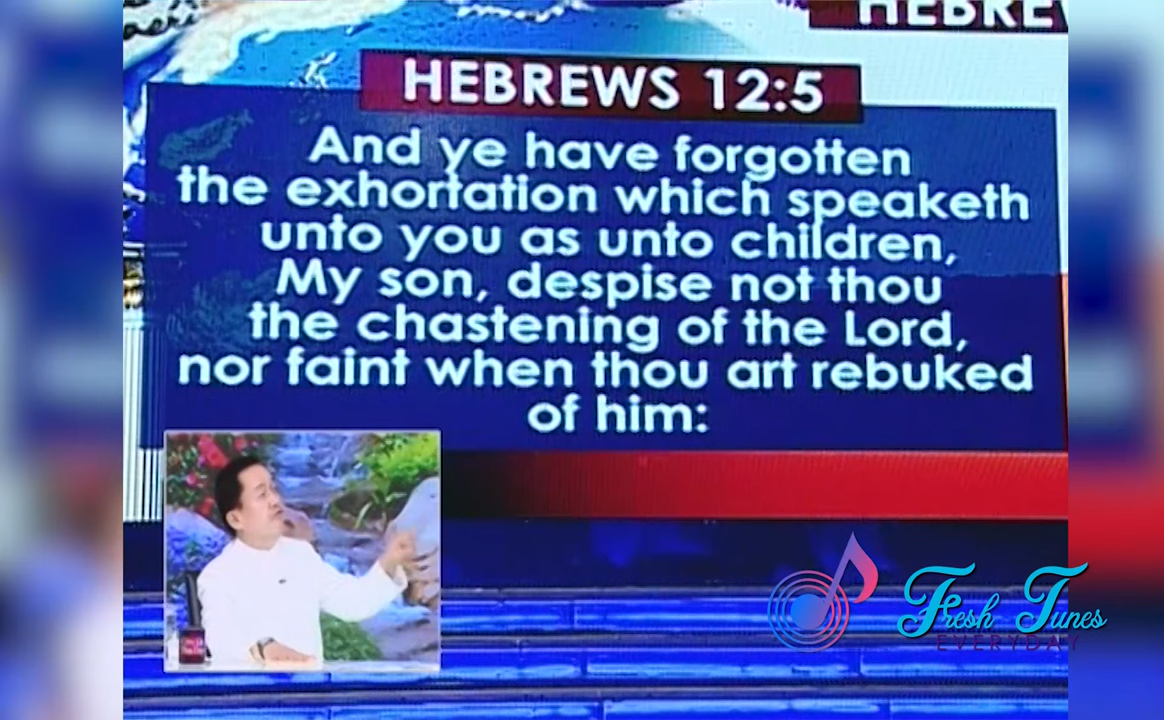 HEBREWS 12:5
And ye have forgotten
the exhortation which speaketh
unto you as unto children,
My son, despise not thou
the chastening of the Lord,
nor faint when thou art rebuked
of him:
Fresh Tunes
EVERYDAY